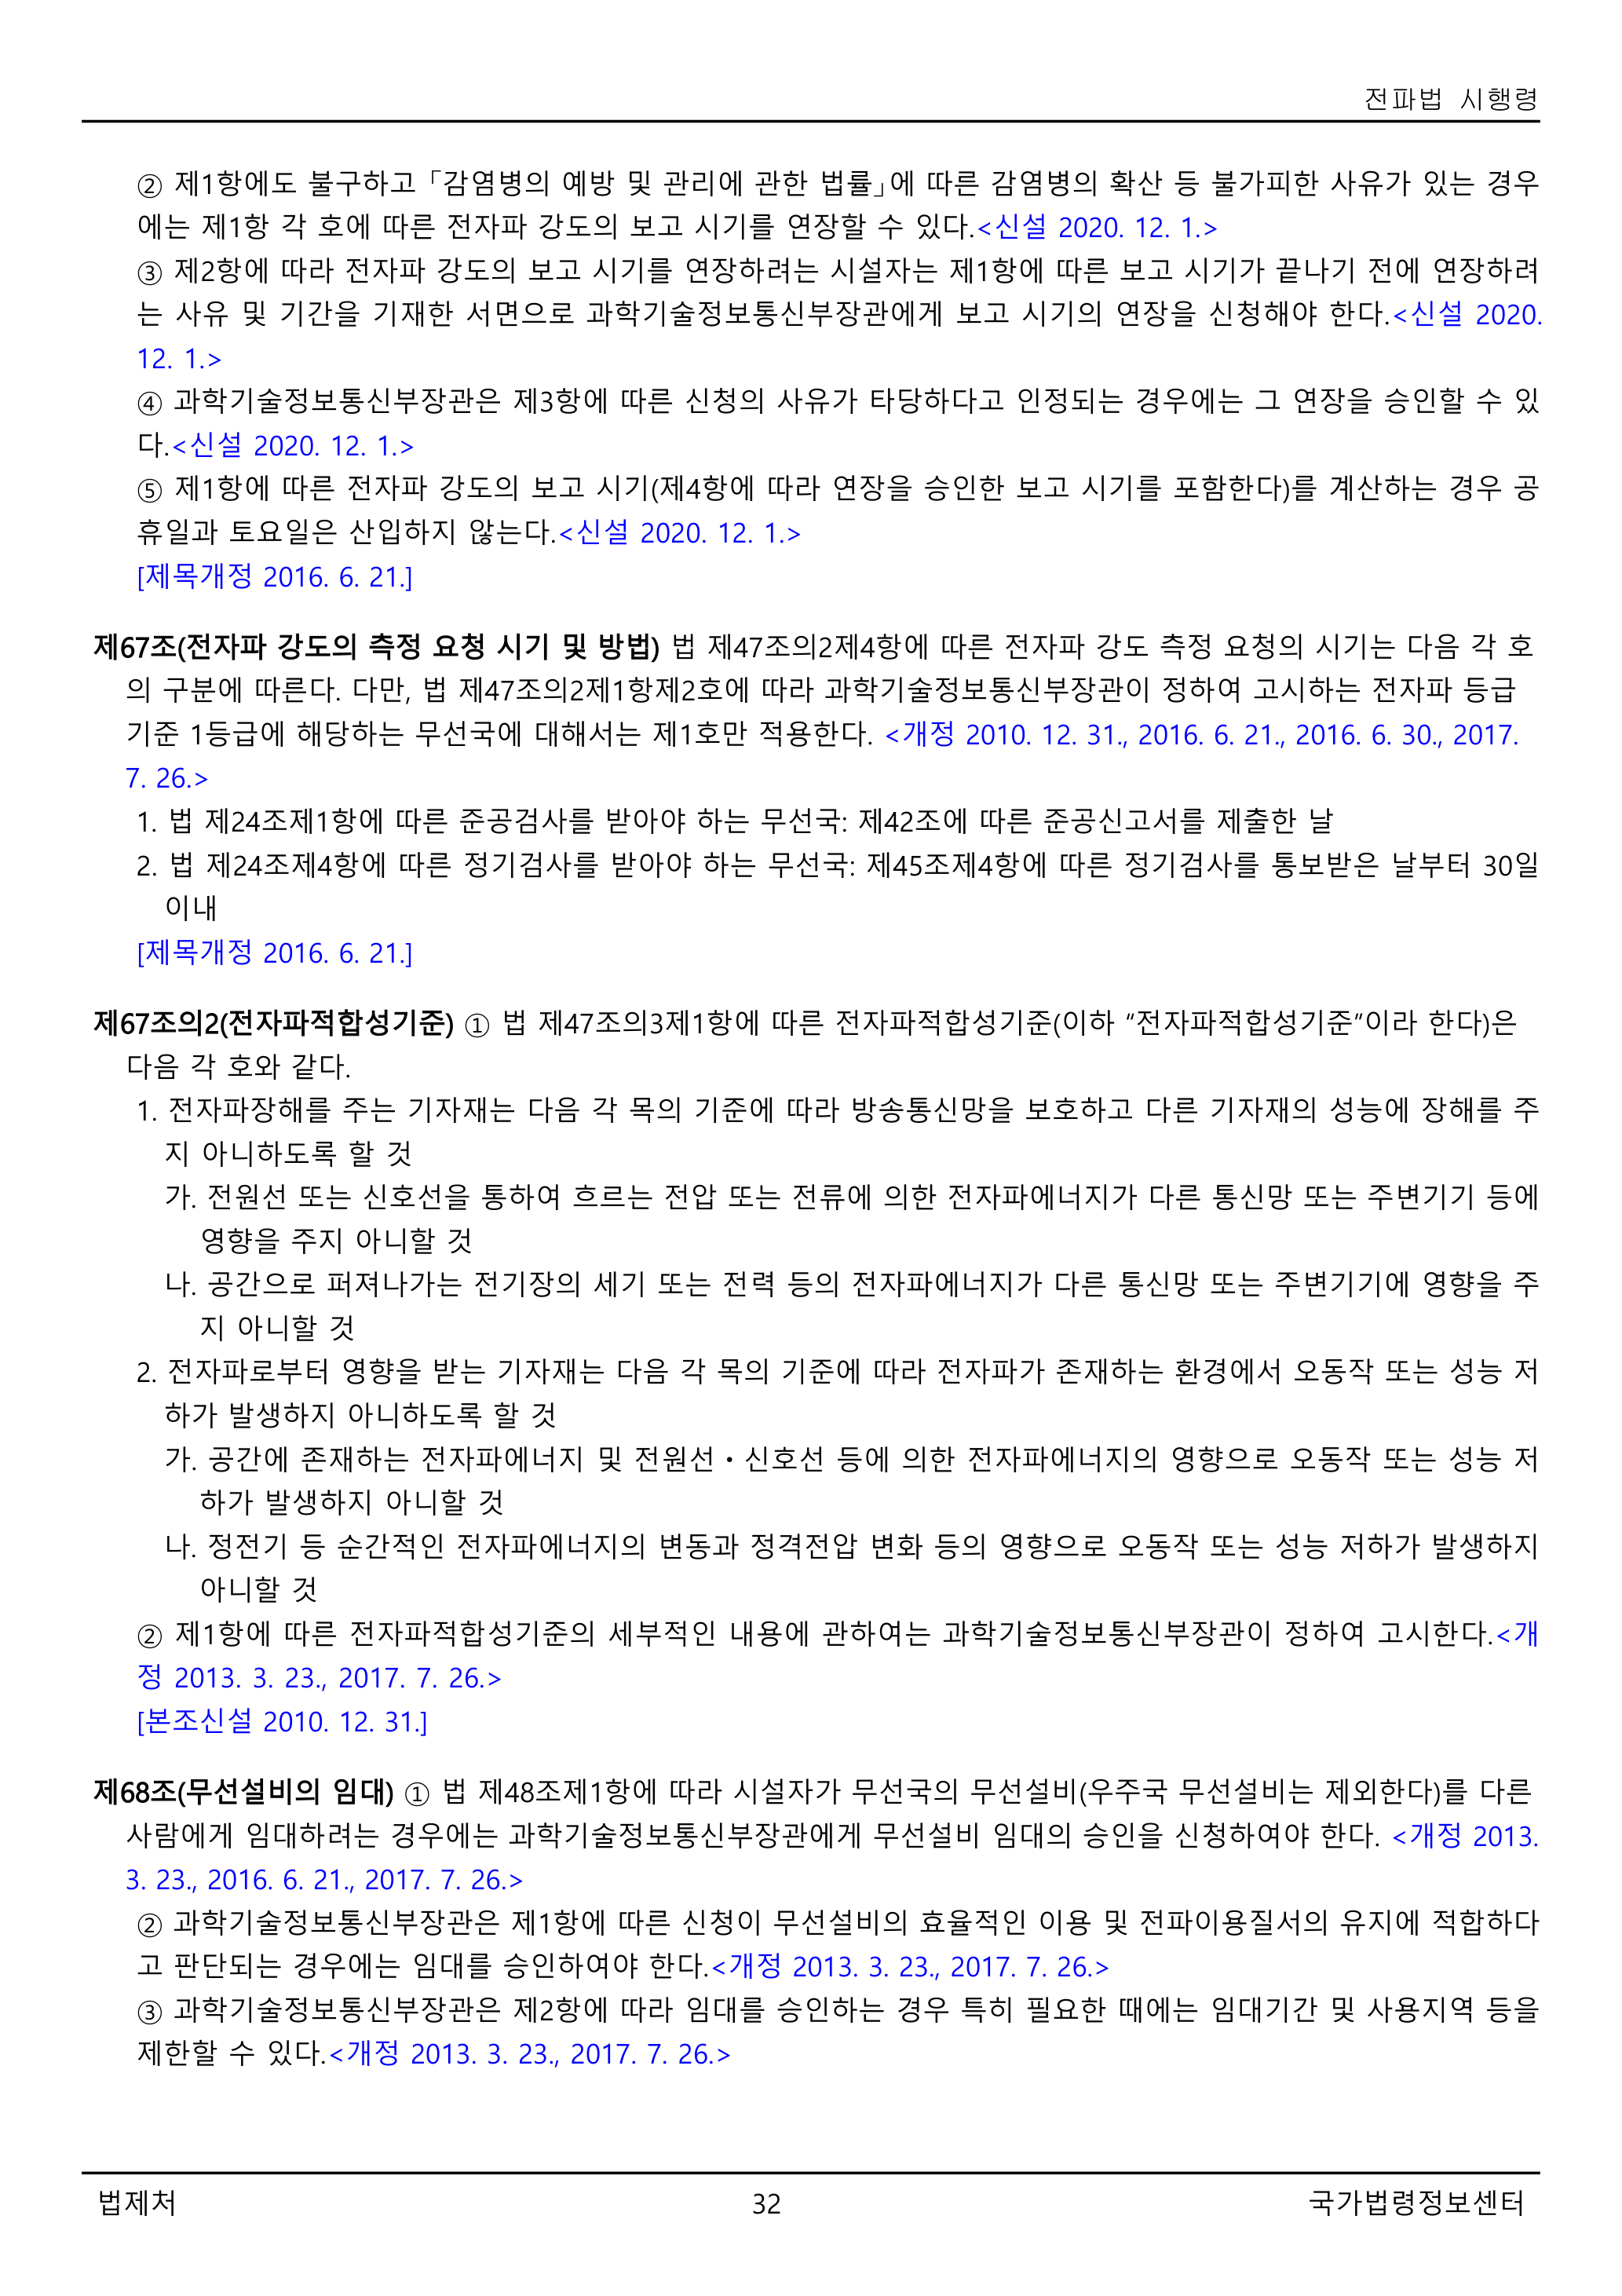 전파법 시행령
② 제1항에도 불구하고 「감염병의 예방 및 관리에 관한 법률」에 따른 감염병의 확산 등 불가피한 사유가 있는 경우
에는 제1항 각 호에 따른 전자파 강도의 보고 시기를 연장할 수 있다.<신설 2020. 12. 1.>
③ 제2항에 따라 전자파 강도의 보고 시기를 연장하려는 시설자는 제1항에 따른 보고 시기가 끝나기 전에 연장하려
는 사유 및 기간을 기재한 서면으로 과학기술정보통신부장관에게 보고 시기의 연장을 신청해야 한다.<신설 2020.
12. 1.>
④ 과학기술정보통신부장관은 제3항에 따른 신청의 사유가 타당하다고 인정되는 경우에는 그 연장을 승인할 수 있
다.<신설 2020. 12. 1.>
⑤ 제1항에 따른 전자파 강도의 보고 시기(제4항에 따라 연장을 승인한 보고 시기를 포함한다)를 계산하는 경우 공
휴일과 토요일은 산입하지 않는다.<신설 2020. 12. 1.>
[제목개정 2016. 6. 21.]
제67조(전자파 강도의 측정 요청 시기 및 방법) 법 제47조의2제4항에 따른 전자파 강도 측정 요청의 시기는 다음 각 호
의 구분에 따른다. 다만, 법 제47조의2제1항제2호에 따라 과학기술정보통신부장관이 정하여 고시하는 전자파 등급
기준 1등급에 해당하는 무선국에 대해서는 제1호만 적용한다. <개정 2010. 12. 31., 2016. 6. 21., 2016. 6. 30., 2017.
7. 26.>
1. 법 제24조제1항에 따른 준공검사를 받아야 하는 무선국: 제42조에 따른 준공신고서를 제출한 날
2. 법 제24조제4항에 따른 정기검사를 받아야 하는 무선국: 제45조제4항에 따른 정기검사를 통보받은 날부터 30일
이내
[제목개정 2016. 6. 21.]
제67조의2(전자파적합성기준) ① 법 제47조의3제1항에 따른 전자파적합성기준(이하 “전자파적합성기준”이라 한다)은
다음 각 호와 같다.
1. 전자파장해를 주는 기자재는 다음 각 목의 기준에 따라 방송통신망을 보호하고 다른 기자재의 성능에 장해를 주
지 아니하도록 할 것
가. 전원선 또는 신호선을 통하여 흐르는 전압 또는 전류에 의한 전자파에너지가 다른 통신망 또는 주변기기 등에
영향을 주지 아니할 것
나. 공간으로 퍼져나가는 전기장의 세기 또는 전력 등의 전자파에너지가 다른 통신망 또는 주변기기에 영향을 주
지 아니할 것
2. 전자파로부터 영향을 받는 기자재는 다음 각 목의 기준에 따라 전자파가 존재하는 환경에서 오동작 또는 성능 저
하가 발생하지 아니하도록 할 것
가. 공간에 존재하는 전자파에너지 및 전원선ㆍ신호선 등에 의한 전자파에너지의 영향으로 오동작 또는 성능 저
하가 발생하지 아니할 것
나. 정전기 등 순간적인 전자파에너지의 변동과 정격전압 변화 등의 영향으로 오동작 또는 성능 저하가 발생하지
아니할 것
② 제1항에 따른 전자파적합성기준의 세부적인 내용에 관하여는 과학기술정보통신부장관이 정하여 고시한다.<개
정 2013. 3. 23., 2017. 7. 26.>
[본조신설 2010. 12. 31.]
제68조(무선설비의 임대) ① 법 제48조제1항에 따라 시설자가 무선국의 무선설비(우주국 무선설비는 제외한다)를 다른
사람에게 임대하려는 경우에는 과학기술정보통신부장관에게 무선설비 임대의 승인을 신청하여야 한다. <개정 2013.
3. 23., 2016. 6. 21., 2017. 7. 26.>
② 과학기술정보통신부장관은 제1항에 따른 신청이 무선설비의 효율적인 이용 및 전파이용질서의 유지에 적합하다
고 판단되는 경우에는 임대를 승인하여야 한다.<개정 2013. 3. 23., 2017. 7. 26.>
③ 과학기술정보통신부장관은 제2항에 따라 임대를 승인하는 경우 특히 필요한 때에는 임대기간 및 사용지역 등을
제한할 수 있다.<개정 2013. 3. 23., 2017. 7. 26.>
법제처
32
국가법령정보센터